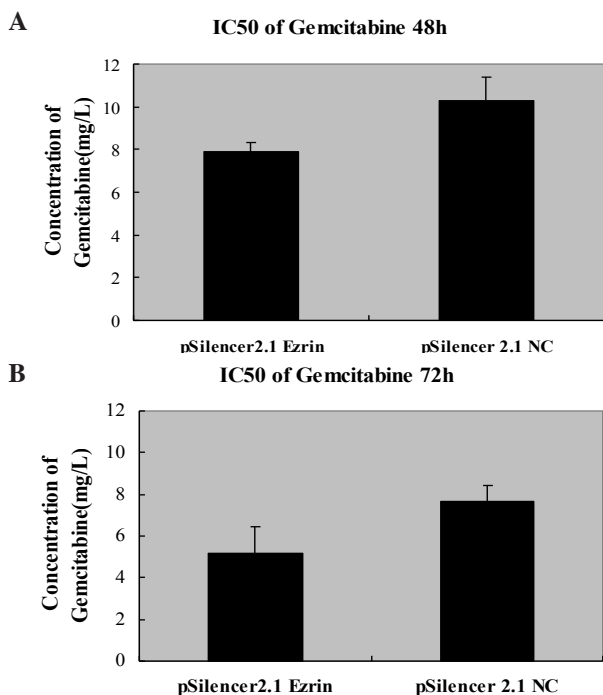 A
IC50 of Gemcitabine 48h
Concentration of
Gemcitabine(mg/L)
12
10
8
6
4
2
0
pSilencer2.1 Ezrin
pSilencer 2.1 NC
B
IC50 of Gemcitabine 72h
Concentration of
Gemcitabine(mg/L)
12
10
8
6
4
2
0
pSilencer2.1 Ezrin
pSilencer 2.1 NC